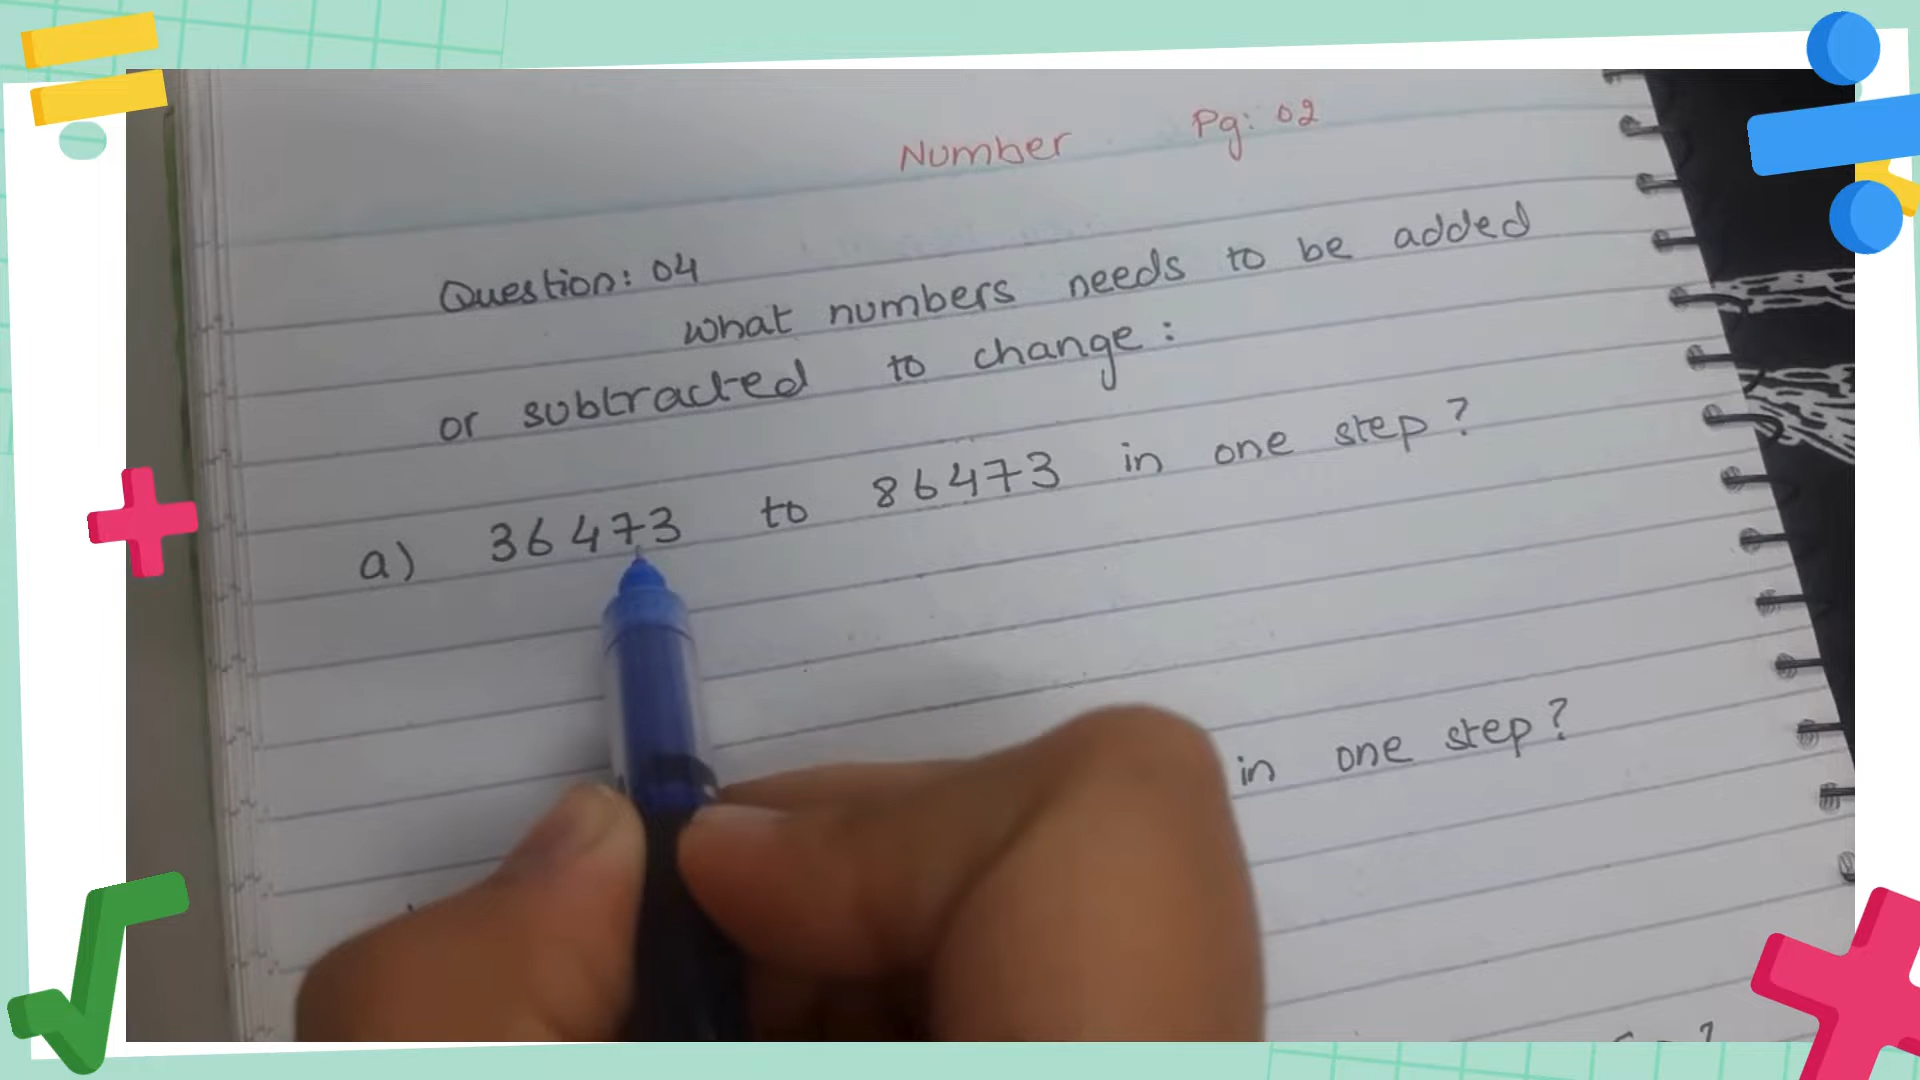 Number Pg: 02
Question: 04
What numbers needs to be added
or subtracted to change:
a) 36473 to 86473 in one step?
in one step?
?